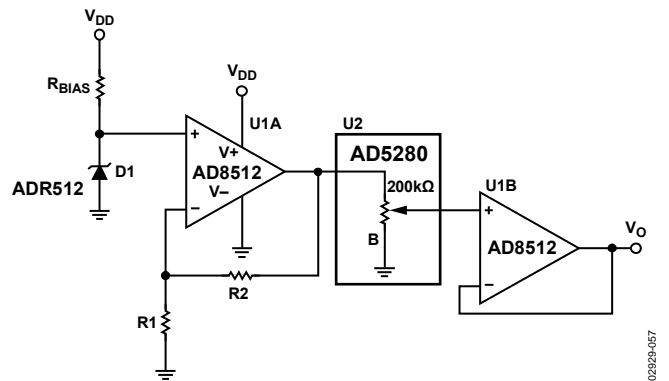 VDD
RBIAS
D1
ADR512
VDD
U1A
+
V+
AD8512
V–
–
R2
R1
U2
AD5280
200kΩ
B
U1B
+
AD8512
–
VO
02929-057